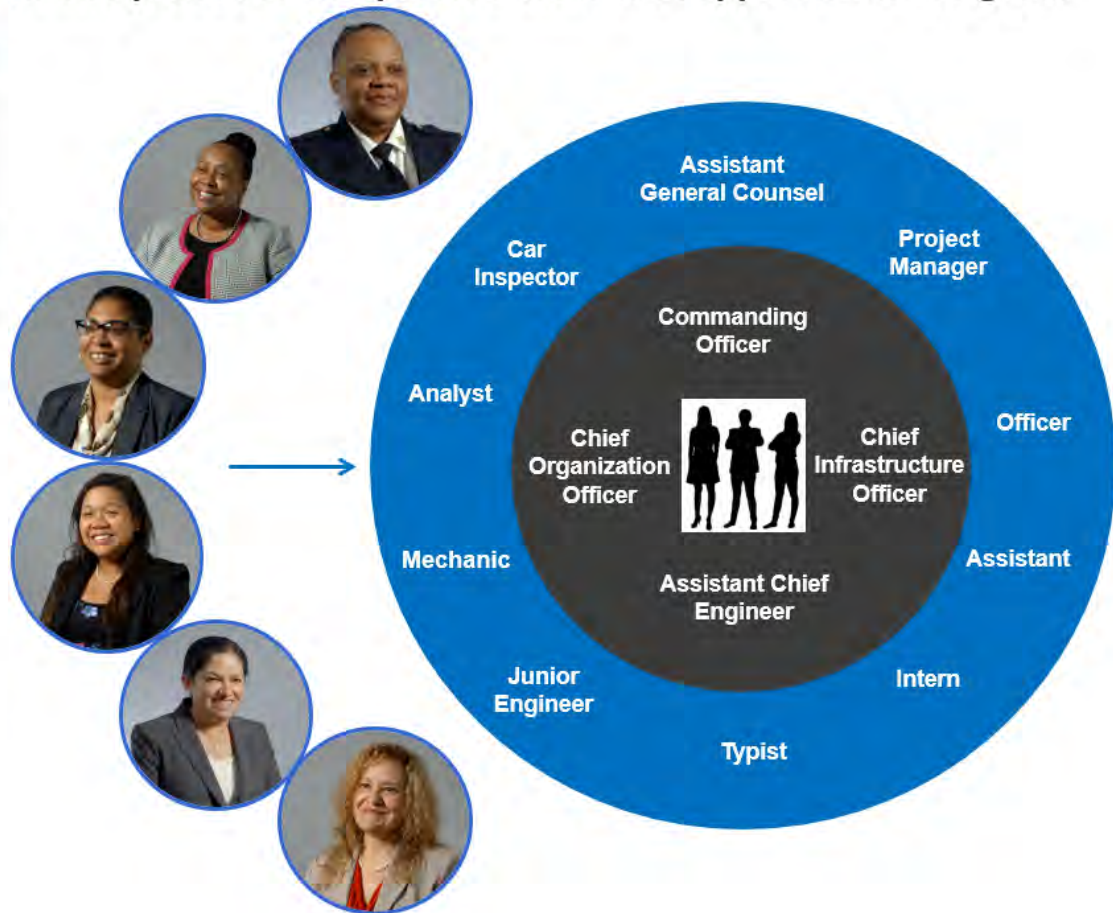 Assistant
General Counsel
Project
Manager
Car
Inspector
Commanding
Officer
Analyst
Officer
Chief
Organization
Officer
Chief
Infrastructure
Officer
Mechanic
Assistant
Assistant Chief
Engineer
Junior
Engineer
Intern
Typist